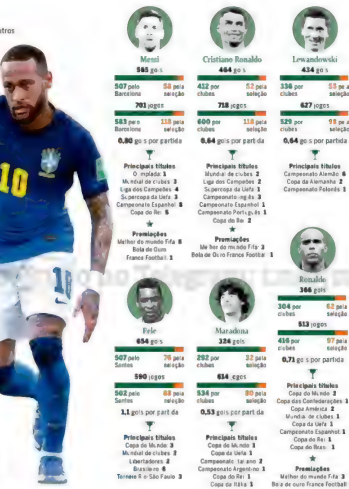 utros
10
Messi
565 gols
507 pelo Barcelona
58 pela seleção
701 jogos
583 pelo Barcelona
118 pela seleção
0,80 gols por partida
Principais títulos
Olimpíada 1
Mundial de clubes 3
Liga dos Campeões 4
Supercopa da Uefa 3
Campeonato Espanhol 8
Copa do Rei 5
Premiações
Melhor do mundo Fifa
Bola de Ouro
France Football 1
Cristiano Ronaldo
464 gols
412 por clubes
52 pela seleção
718 jogos
600 por clubes
118 pela seleção
0,64 gols por partida
Principais títulos
Mundial de clubes 2
Liga dos Campeões 2
Supercopa da Uefa 1
Campeonato Inglês 3
Campeonato Espanhol 1
Campeonato Português 1
Copa do Rei 2
Premiações
Melhor do mundo Fifa 3
Bola de Ouro France Football 1
Lewandowski
434 gols
336 por clubes
pela seleção
627 jogos
529 por clubes
98 pela seleção
0,64 gols por partida
Principais títulos
Campeonato Alemão 6
Copa da Alemanha 2
Campeonato Polonês 1
Pelé
654 gols
507 pelo Santos
pela seleção
590 jogos
502 pelo Santos
88 pela seleção
1,1 gols por partida
Principais títulos
Copa do Mundo 3
Mundial de clubes 2
Libertadores 2
Brasileiro 6
Torneio Rio-São Paulo 3
Maradona
324 gols
292 por clubes
32 pela seleção
614 jogos
534 por clubes
80 pela seleção
0,53 gols por partida
Principais títulos
Copa do Mundo 1
Copa da Uefa 1
Campeonato Italiano 2
Campeonato Argentino 1
Copa do Rei 1
Copa da Itália 1
Ronaldo
366 gols
304 por clubes
62 pela seleção
513 jogos
416 por clubes
97 pela seleção
0,71 gols por partida
Principais títulos
Copa do Mundo 2
Copa das Confederações 1
Copa América 2
Mundial de clubes 1
Copa da Uefa 1
Campeonato Espanhol 1
Copa do Rei 1
Copa do Brasil 1
Premiações
Melhor do mundo Fifa 3
Bola de ouro France Football